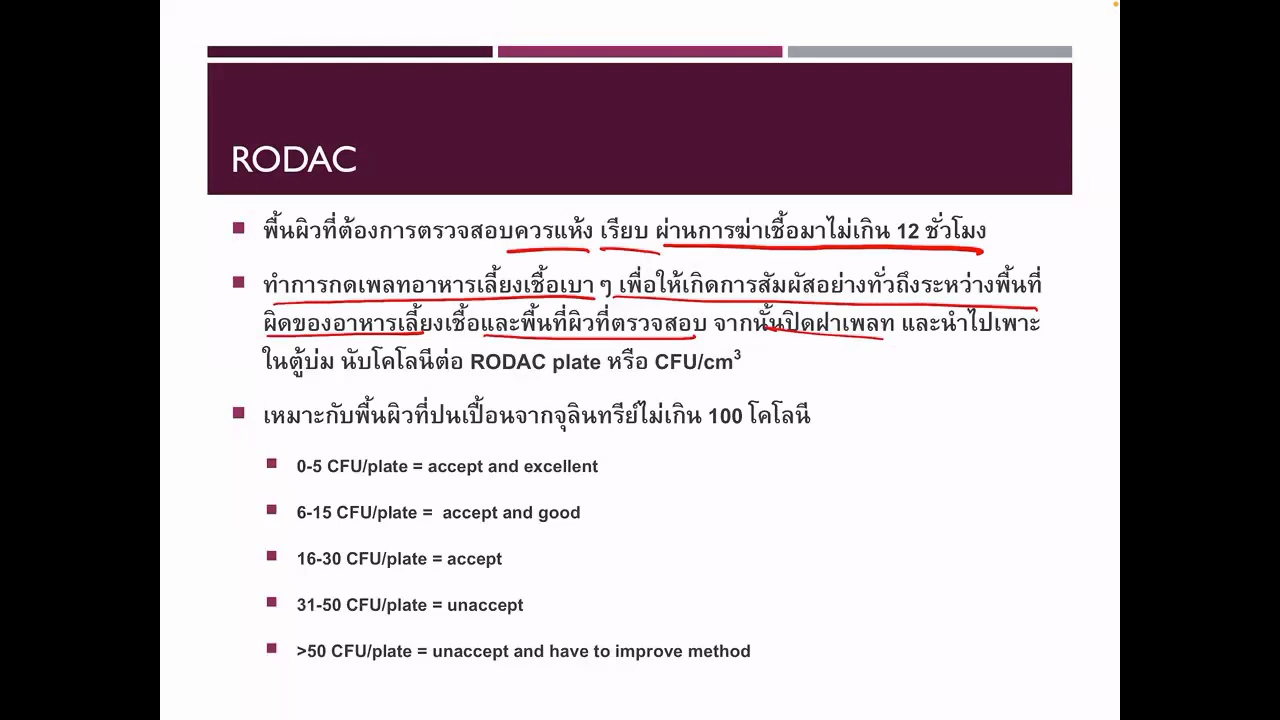 RODAC
พื้นผิวที่ต้องการตรวจสอบควรแห้ง เรียบ ผ่านการฆ่าเชื้อมาไม่เกิน 12 ชั่วโมง
ทำการกดเพลทอาหารเลี้ยงเชื้อเบา ๆ เพื่อให้เกิดการสัมผัสอย่างทั่วถึงระหว่างพื้นที่
ผิดของอาหารเลี้ยงเชื้อและพื้นที่ผิวที่ตรวจสอบ จากนั้นปิดฝาเพลท และนำไปเพาะ
ในตู้บ่ม นับโคโลนีต่อ RODAC plate หรือ CFU/cm³
เหมาะกับพื้นผิวที่ปนเปื้อนจากจุลินทรีย์ไม่เกิน 100 โคโลนี
0-5 CFU/plate = accept and excellent
6-15 CFU/plate = accept and good
16-30 CFU/plate = accept
31-50 CFU/plate = unaccept
>50 CFU/plate = unaccept and have to improve method